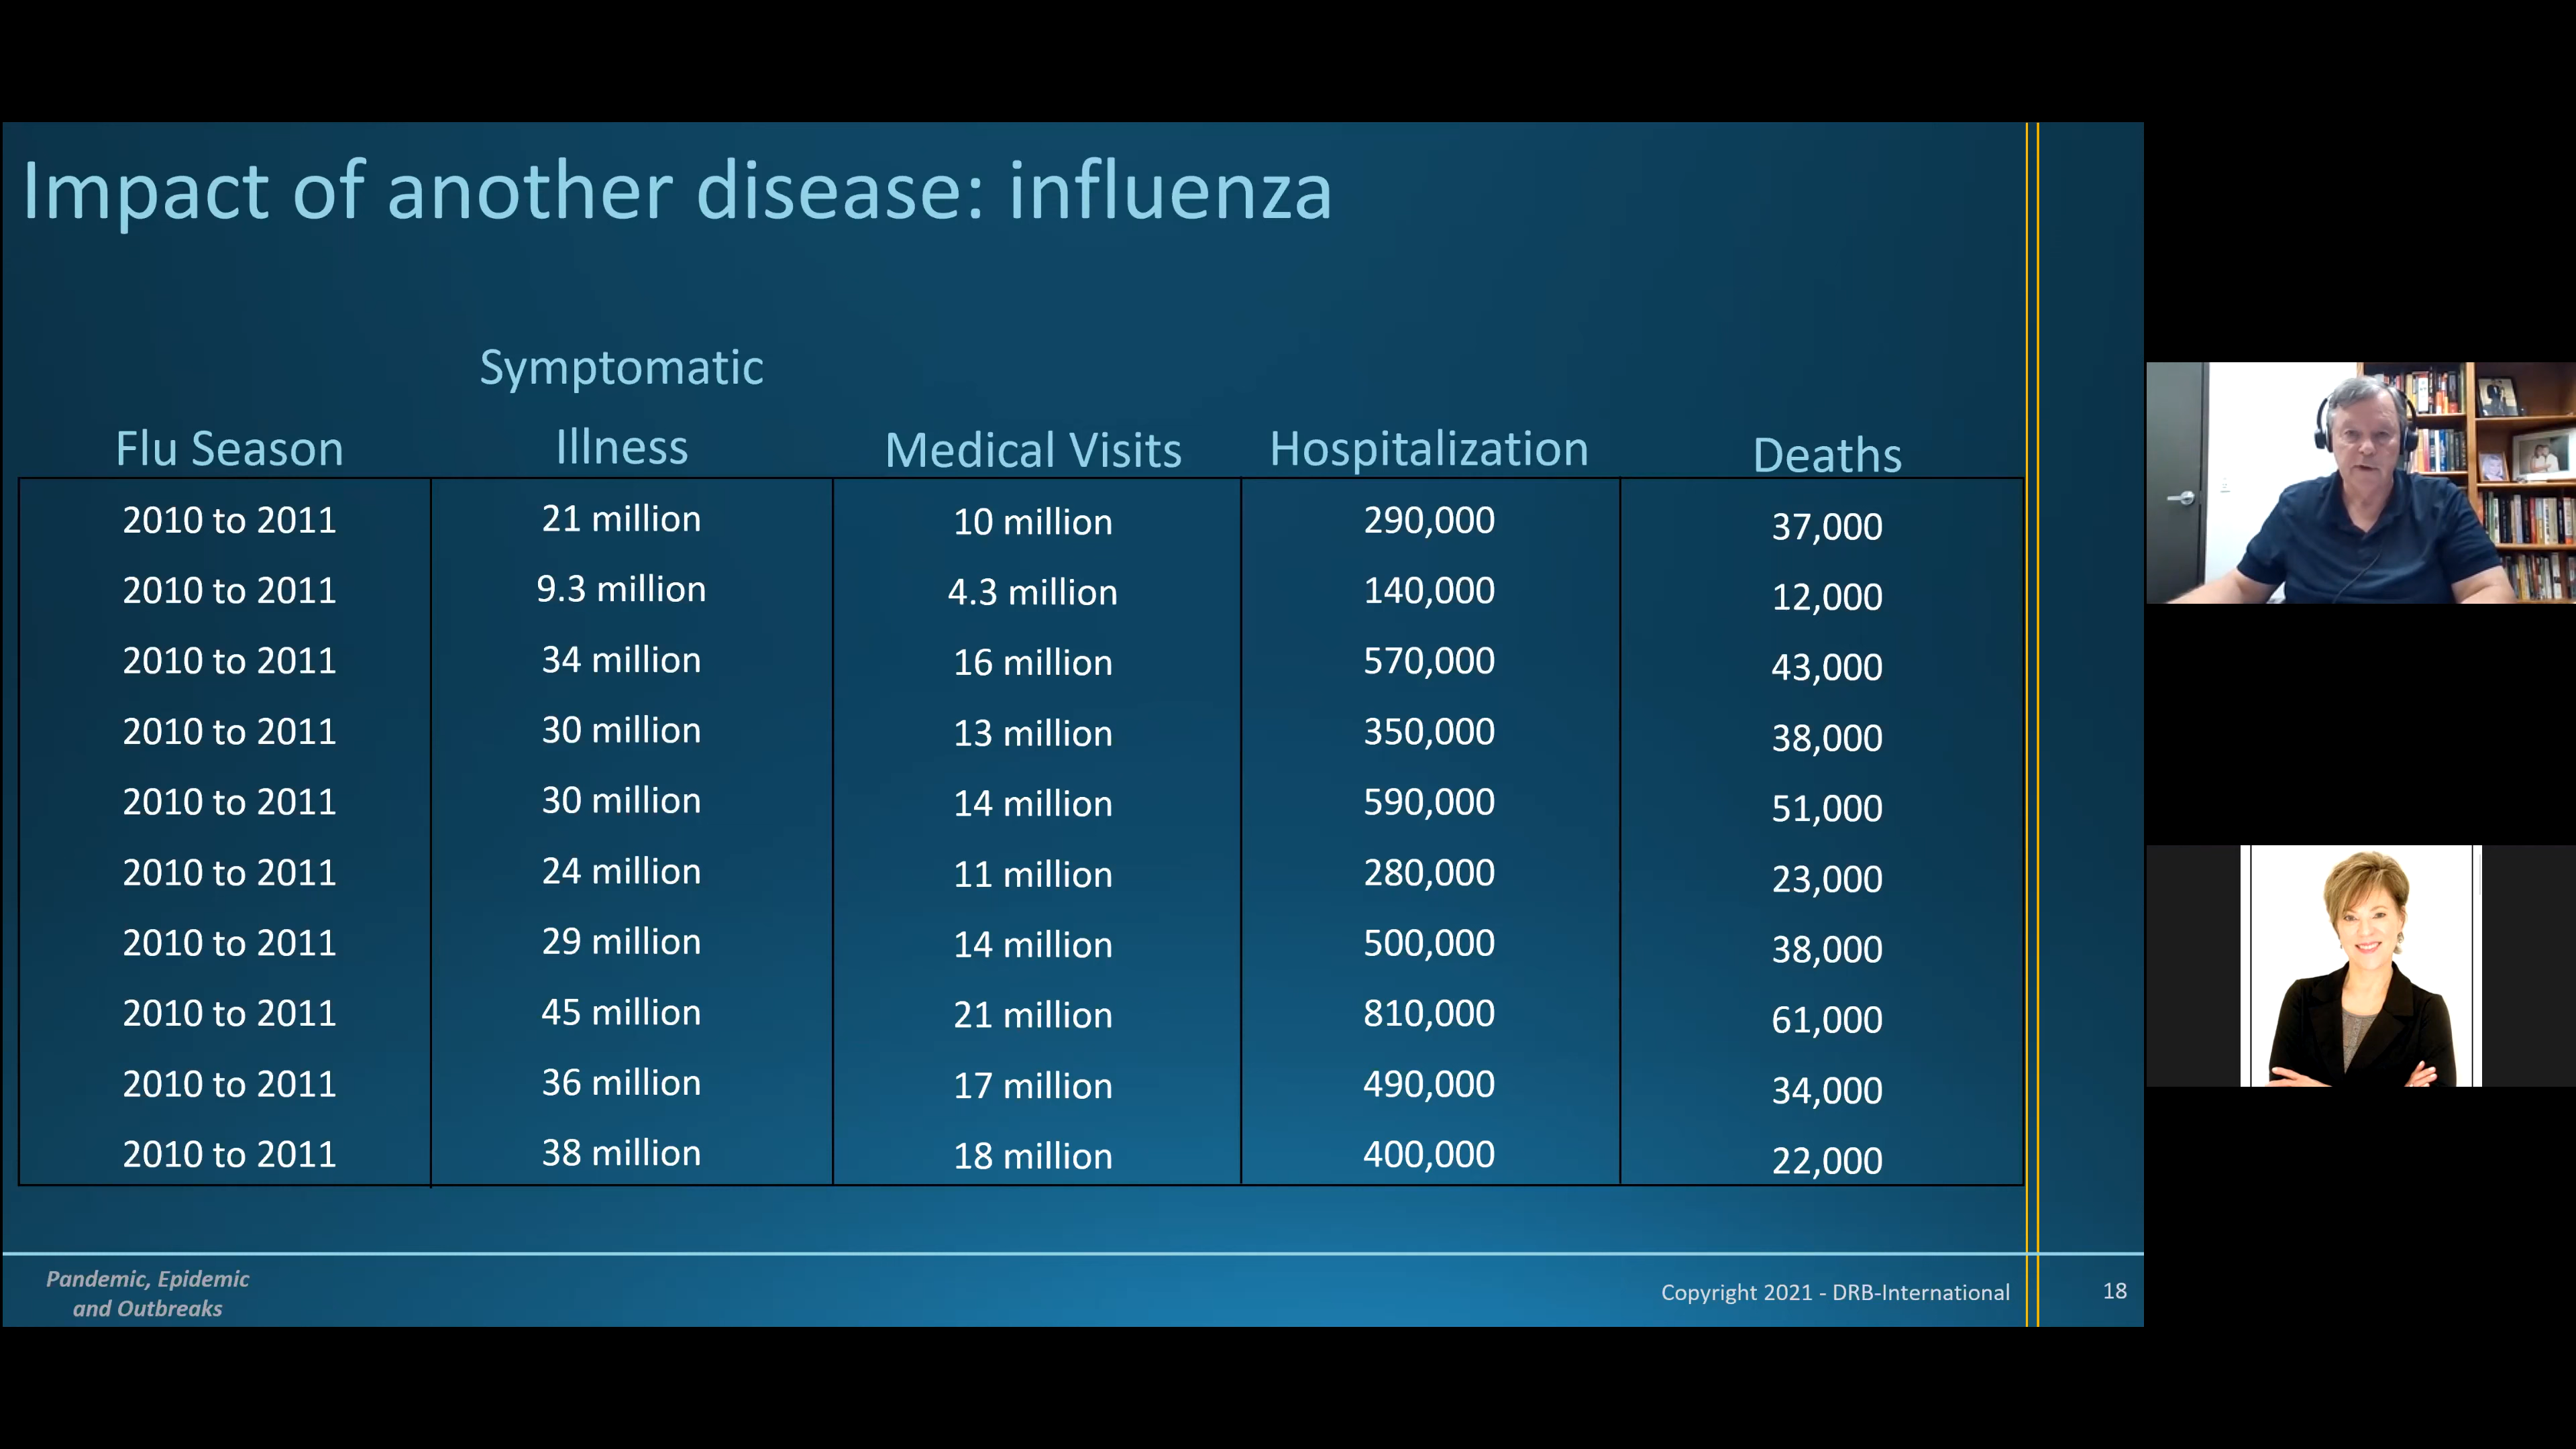 Impact of another disease: influenza
Symptomatic
Flu Season Illness Medical Visits Hospitalization Deaths
2010 to 2011 21 million 10 million 290,000 37,000
2010 to 2011 9.3 million 4.3 million 140,000 12,000
2010 to 2011 34 million 16 million 570,000 43,000
2010 to 2011 30 million 13 million 350,000 38,000
2010 to 2011 30 million 14 million 590,000 51,000
2010 to 2011 24 million 11 million 280,000 23,000
2010 to 2011 29 million 14 million 500,000 38,000
2010 to 2011 45 million 21 million 810,000 61,000
2010 to 2011 36 million 17 million 490,000 34,000
2010 to 2011 38 million 18 million 400,000 22,000
Pandemic, Epidemic
and Outbreaks
Copyright 2021 - DRB-International
18